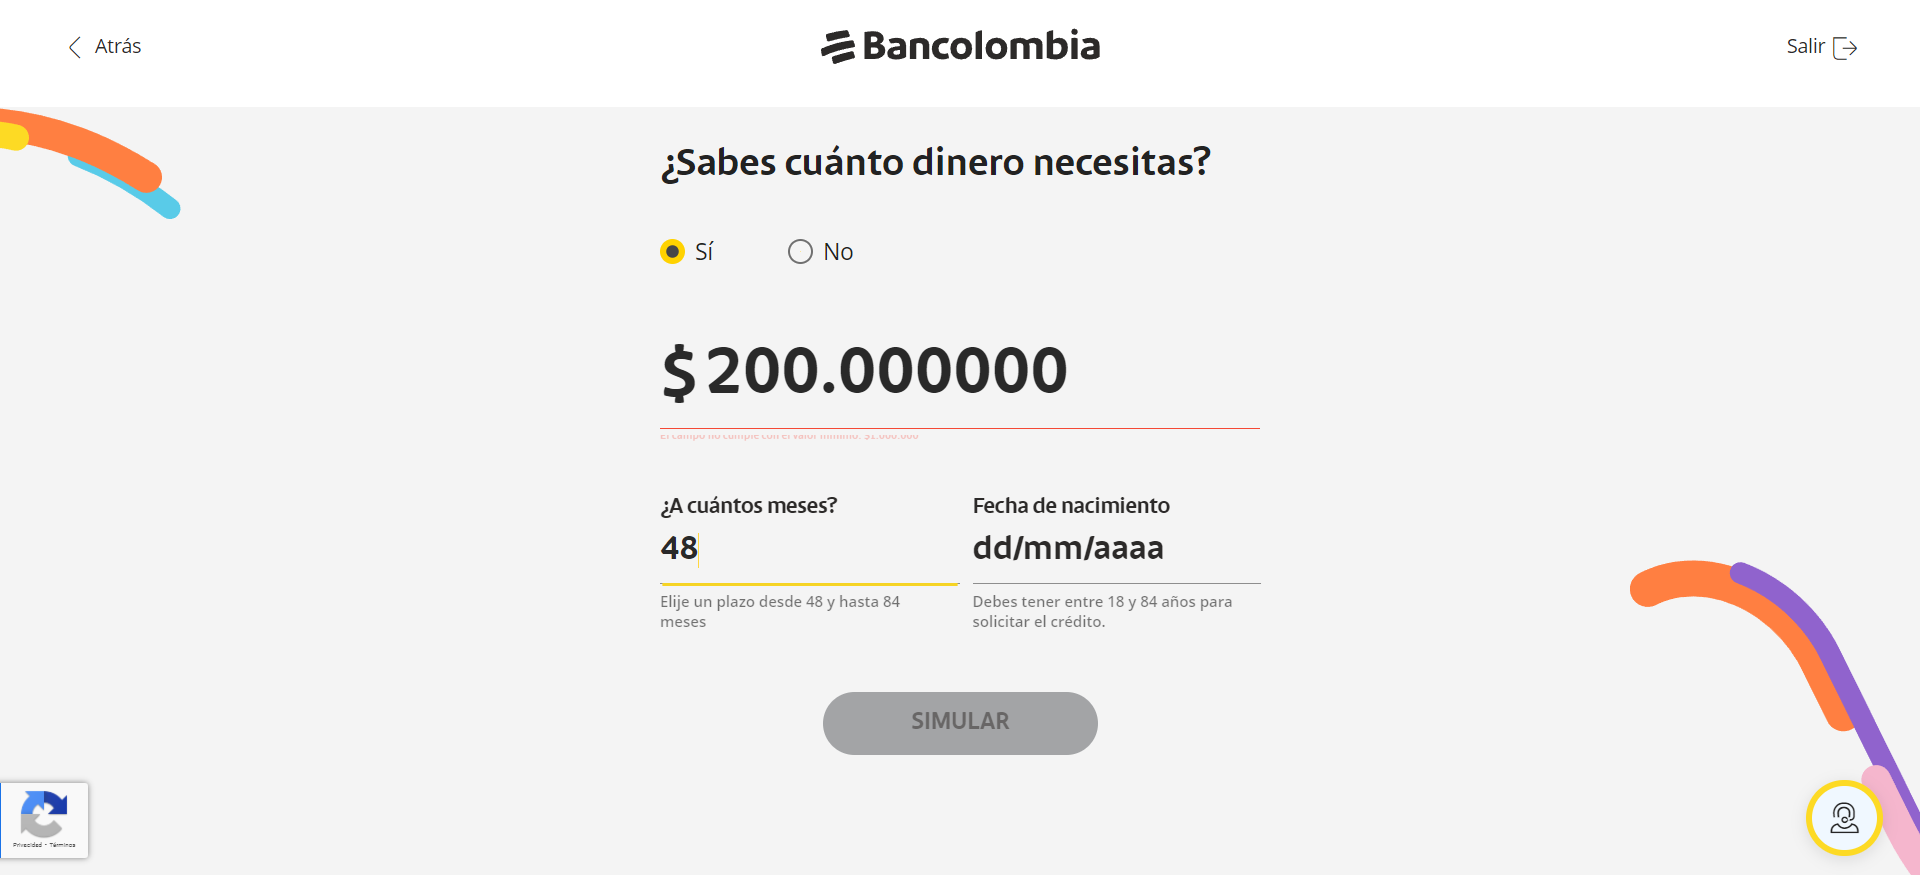 Atrás
Bancolombia
Salir
¿Sabes cuánto dinero necesitas?
Sí
No
$ 200.000000
El campo no cumple con el valor mínimo: $1.000.000
¿A cuántos meses?
Fecha de nacimiento
48
dd/mm/aaaa
Elije un plazo desde 48 y hasta 84
meses
Debes tener entre 18 y 84 años para
solicitar el crédito.
SIMULAR
Privacidad - Términos